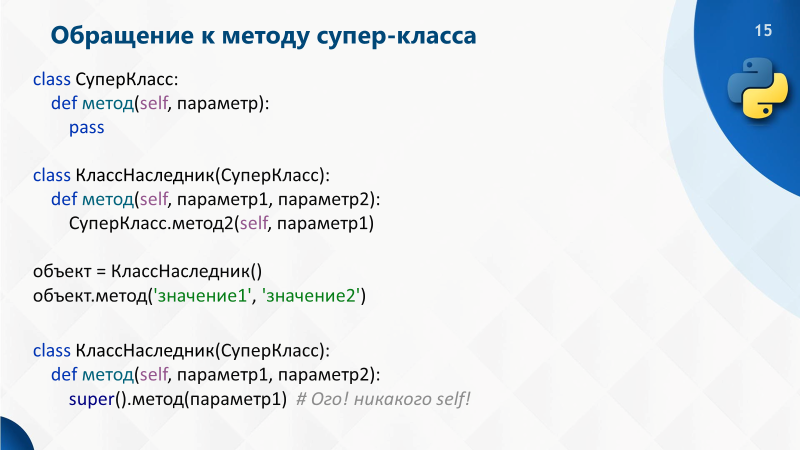 Обращение к методу супер-класса
15
class СуперКласс:
def метод(self, параметр):
pass
class КлассНаследник(СуперКласс):
def метод(self, параметр1, параметр2):
СуперКласс.метод2(self, параметр1)
объект = КлассНаследник()
объект.метод('значение1', 'значение2')
class КлассНаследник(СуперКласс):
def метод(self, параметр1, параметр2):
super().метод(параметр1) # Ого! никакого self!